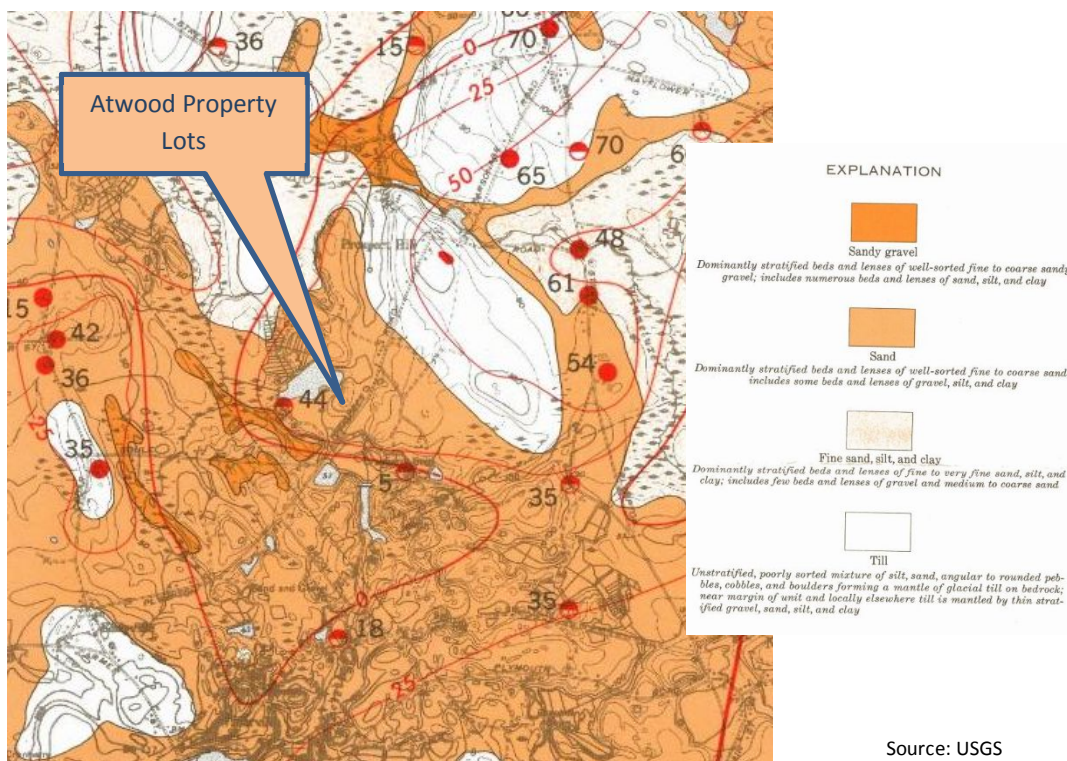 36
15
0
70
25
MAYFLOWER
Atwood Property
Lots
50
65
70
6
EXPLANATION
Sandy gravel
Dominantly stratified beds and lenses of well-sorted fine to coarse sandy
gravel; includes numerous beds and lenses of sand, silt, and clay
Sand
Dominantly stratified beds and lenses of well-sorted fine to coarse sand
includes some beds and lenses of gravel, silt, and clay
Fine sand, silt, and clay
Dominantly stratified beds and lenses of fine to very fine sand, silt, and
clay; includes few beds and lenses of gravel and medium to coarse sand
Till
Unstratified, poorly sorted mixture of silt, sand, angular to rounded peb-
bles, cobbles, and boulders forming a mantle of glacial till on bedrock;
near margin of unit and locally elsewhere till is mantled by thin strat-
ified gravel, sand, silt, and clay
Prospect Hill
ROAD
48
61
15
42
36
54
44
25
35
5
35
0
35
18
25
PLYMOUTH
Source: USGS